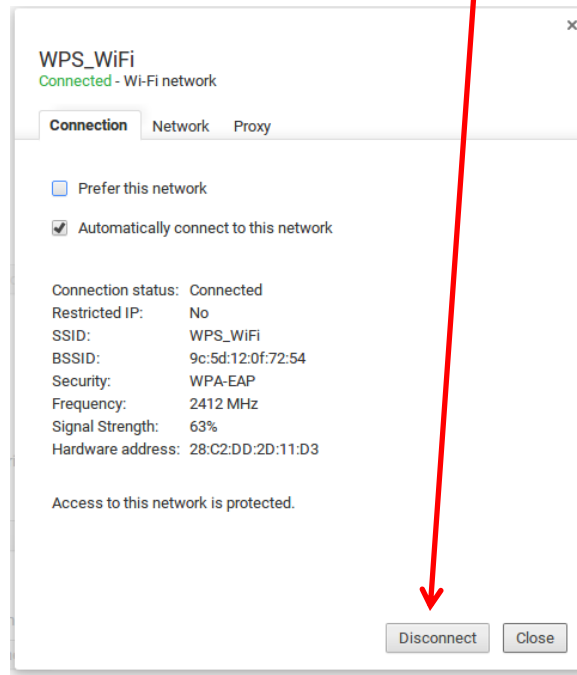 ×
WPS_WiFi
Connected - Wi-Fi network
Connection Network Proxy
Prefer this network
Automatically connect to this network
Connection status: Connected
Restricted IP: No
SSID: WPS_WiFi
BSSID: 9c:5d:12:0f:72:54
Security: WPA-EAP
Frequency: 2412 MHz
Signal Strength: 63%
Hardware address: 28:C2:DD:2D:11:D3
Access to this network is protected.
Disconnect Close